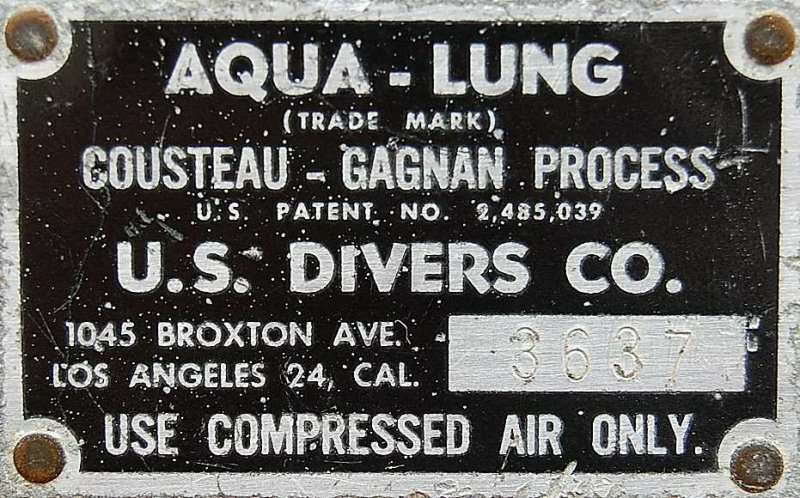 AQUA - LUNG
(TRADE MARK)
COUSTEAU - GAGNAN PROCESS
U.S. PATENT. NO. 2,485,039
U.S. DIVERS CO.
1045 BROXTON AVE.
LOS ANGELES 24, CAL.
3637
USE COMPRESSED AIR ONLY.